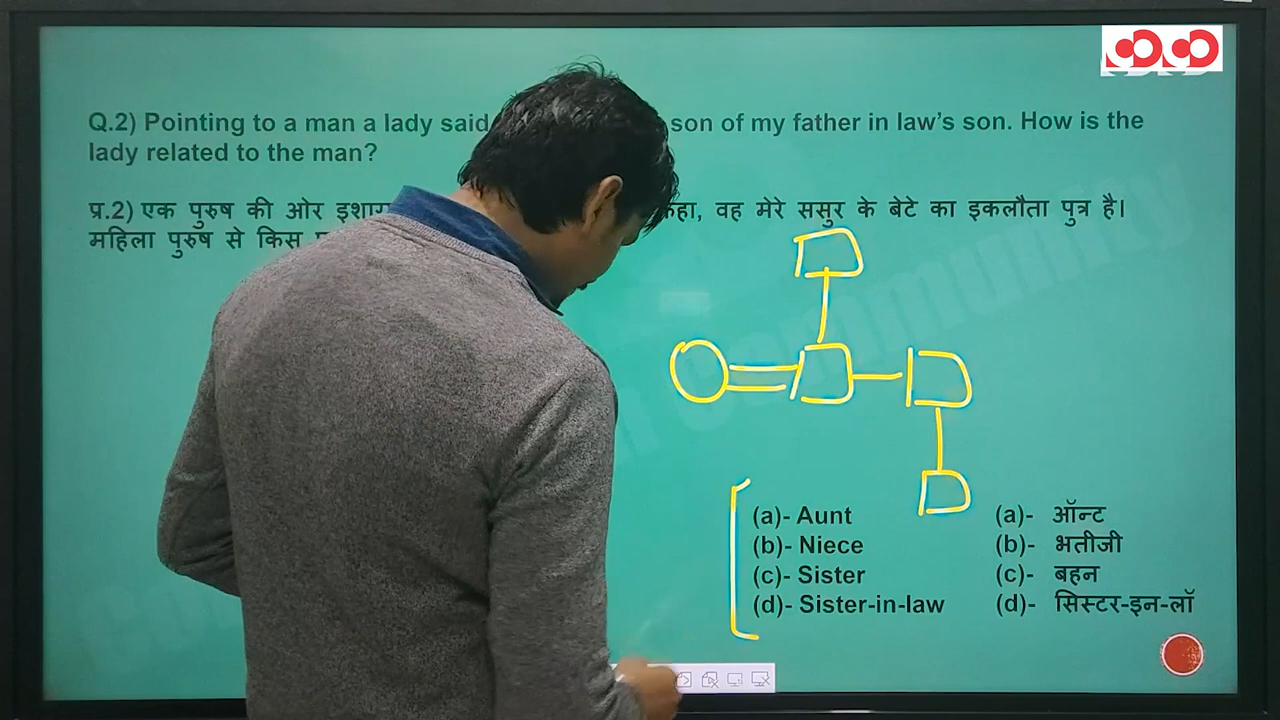 Q.2) Pointing to a man a lady said son of my father in law's son. How is the
lady related to the man?
प्र.2) एक पुरुष की ओर कहा, वह मेरे ससुर के बेटे का इकलौता पुत्र है।
महिला पुरुष से किस
(a)- Aunt (a)- ऑन्ट
(b)- Niece (b)- भतीजी
(c)- Sister (c)- बहन
(d)- Sister-in-law (d)- सिस्टर-इन-लॉ